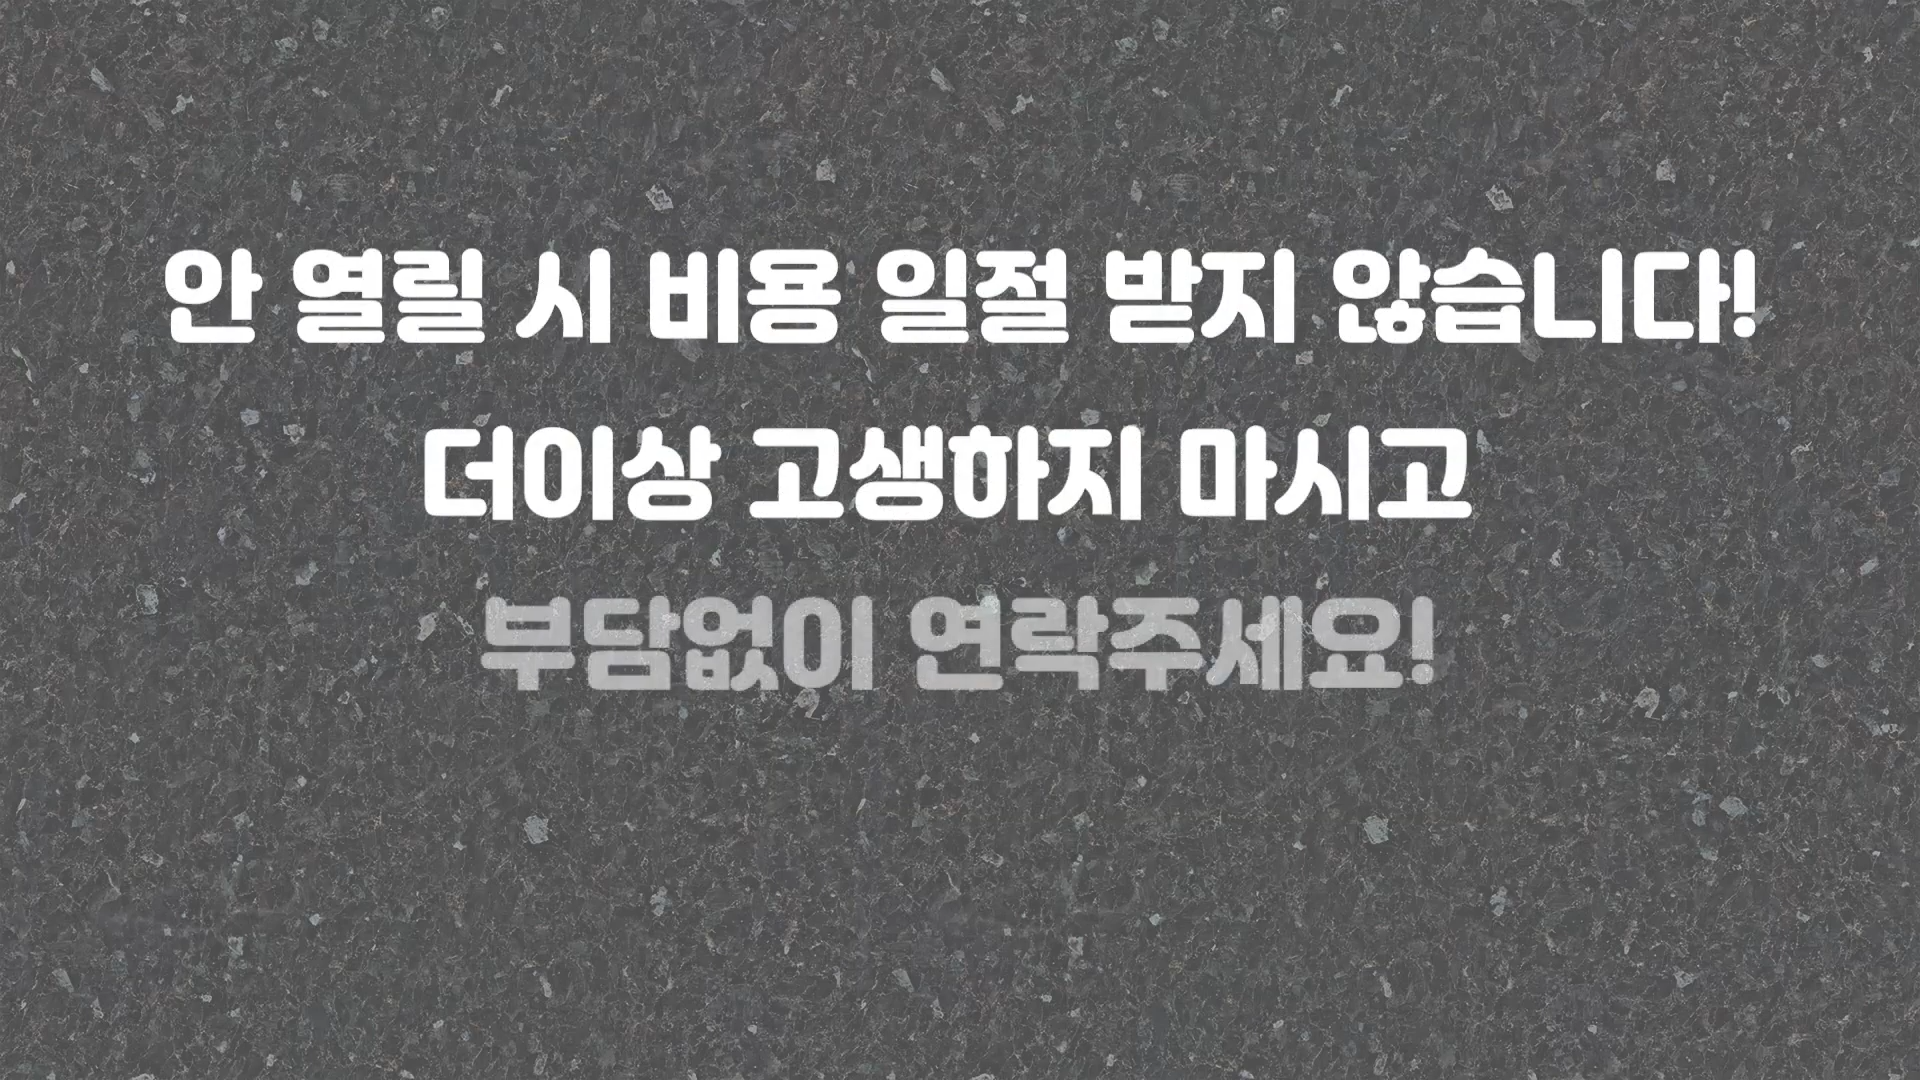 안 열릴 시 비용 일절 받지 않습니다!
더이상 고생하지 마시고
부담없이 연락주세요!